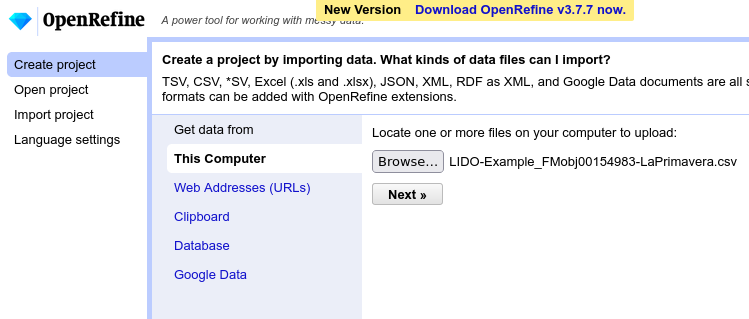 OpenRefine
A power tool for working with messy data.
New Version Download OpenRefine v3.7.7 now.
Create project
Open project
Import project
Language settings
Create a project by importing data. What kinds of data files can I import?
TSV, CSV, *SV, Excel (.xls and .xlsx), JSON, XML, RDF as XML, and Google Data documents are all
formats can be added with OpenRefine extensions.
Get data from
This Computer
Web Addresses (URLs)
Clipboard
Database
Google Data
Locate one or more files on your computer to upload:
Browse... LIDO-Example_FMobj00154983-LaPrimavera.csv
Next »